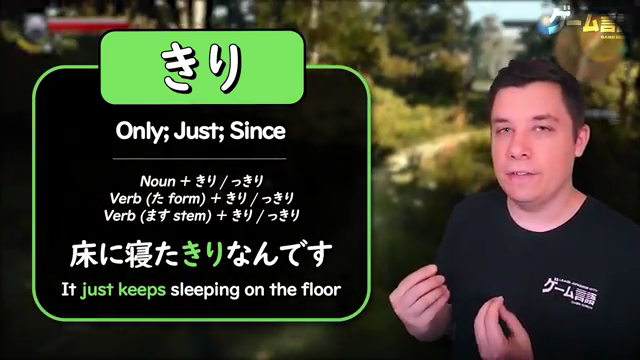 ゲーム言語
きり
Only; Just; Since
Noun + きり / っきり
Verb (た form) + きり / っきり
Verb (ます stem) + きり / っきり
床に寝たきりなんです
It just keeps sleeping on the floor
ゲーム言語